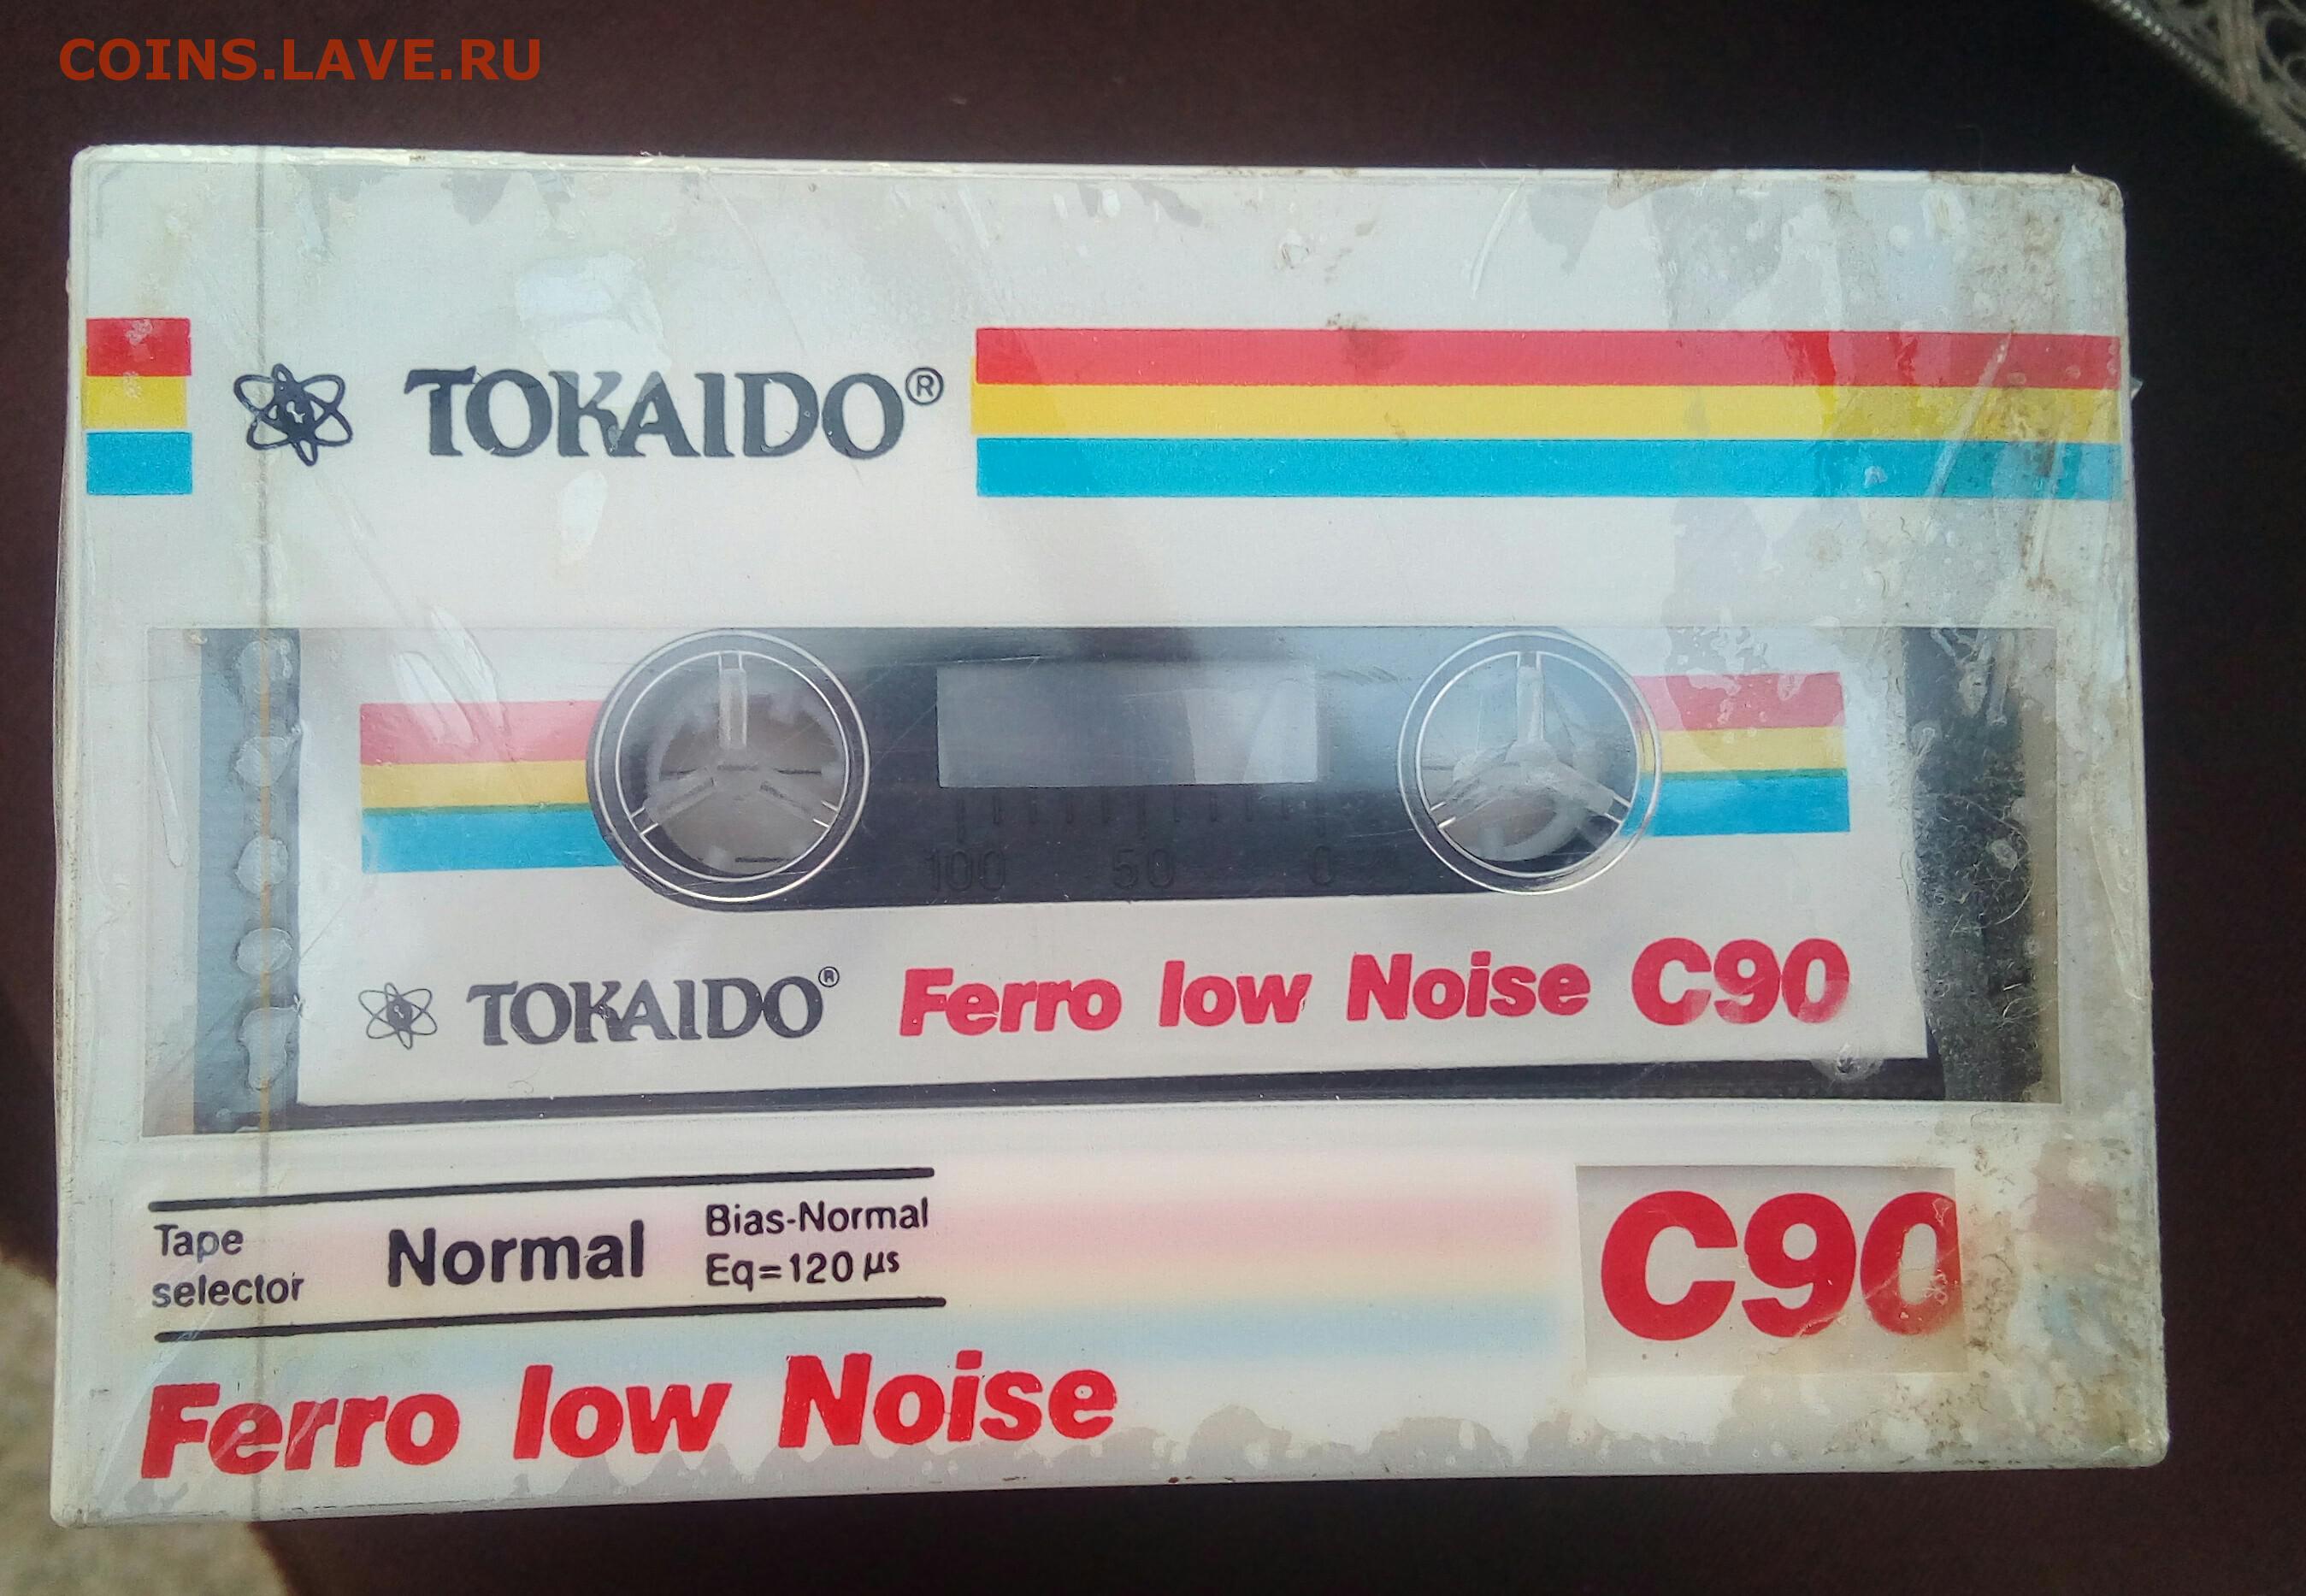 COINS.LAVE.RU
TOKAIDO®
100 50 0
TOKAIDO® Ferro low Noise C90
Tape selector
Normal
Bias-Normal
Eq=120 µs
C90
Ferro low Noise